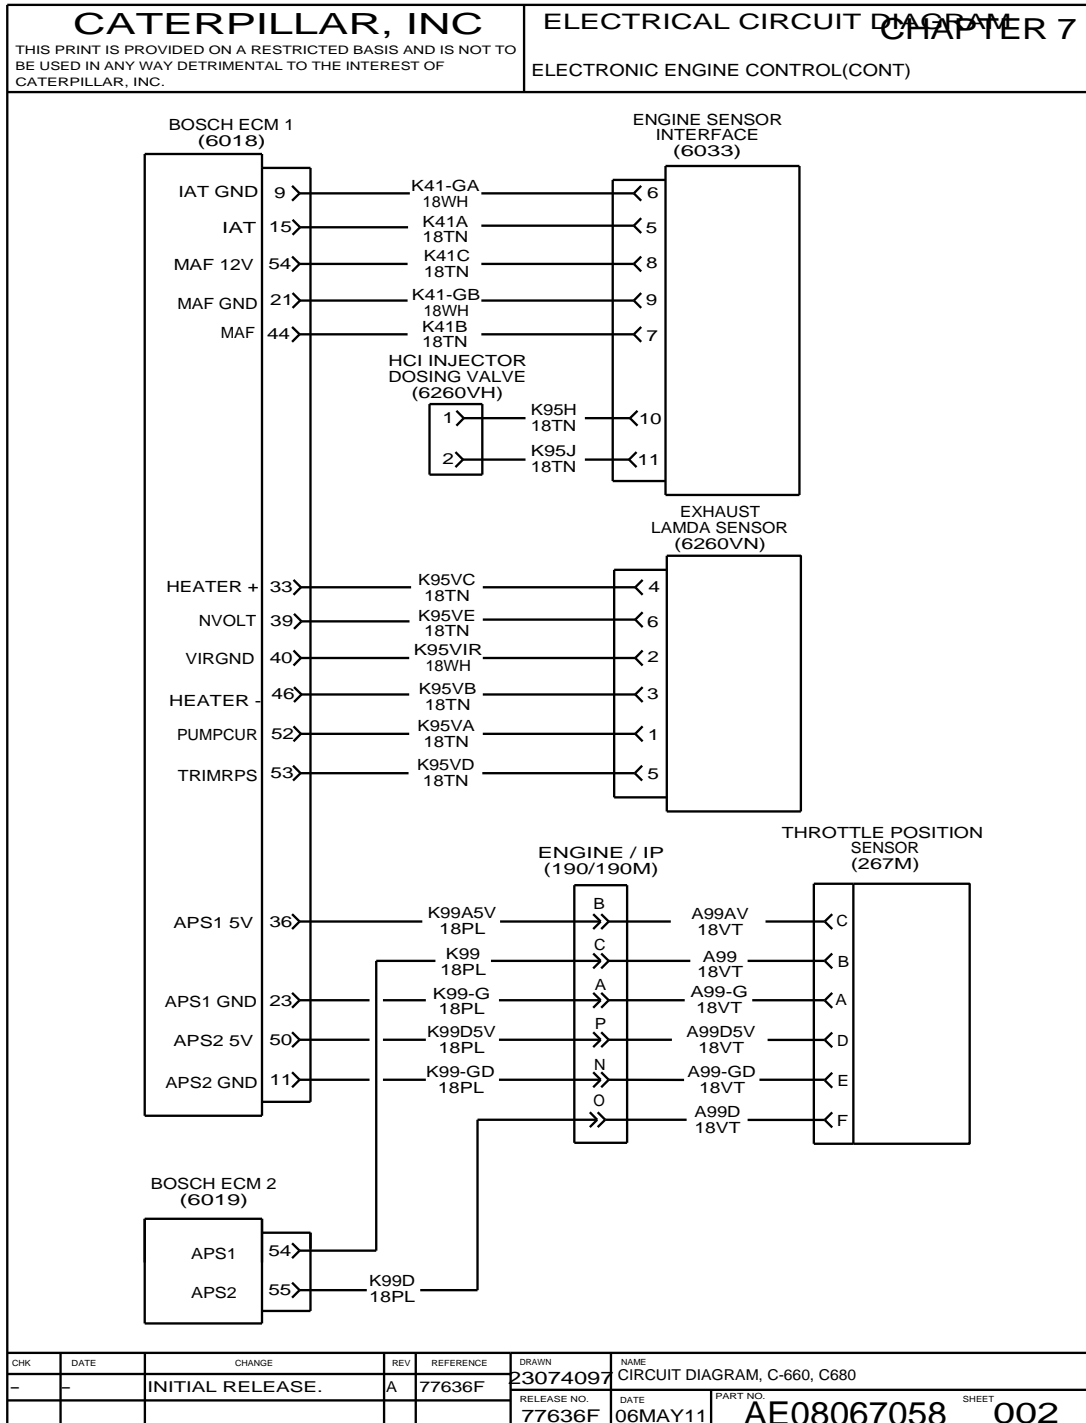 CATERPILLAR, INC
THIS PRINT IS PROVIDED ON A RESTRICTED BASIS AND IS NOT TO
BE USED IN ANY WAY DETRIMENTAL TO THE INTEREST OF
CATERPILLAR, INC.
ELECTRICAL CIRCUIT DIAGRAM
CHAPTER 7
ELECTRONIC ENGINE CONTROL(CONT)
BOSCH ECM 1
(6018)
ENGINE SENSOR
INTERFACE
(6033)
IAT GND 9 K41-GA 6
18WH
IAT 15 K41A 5
18TN
MAF 12V 54 K41C 8
18TN
MAF GND 21 K41-GB 9
18WH
MAF 44 K41B 7
18TN
HCI INJECTOR
DOSING VALVE
(6260VH)
1 K95H 10
18TN
2 K95J 11
18TN
EXHAUST
LAMDA SENSOR
(6260VN)
HEATER + 33 K95VC 4
18TN
NVOLT 39 K95VE 6
18TN
VIRGND 40 K95VIR 2
18WH
HEATER - 46 K95VB 3
18TN
PUMPCUR 52 K95VA 1
18TN
TRIMRPS 53 K95VD 5
18TN
THROTTLE POSITION
SENSOR
(267M)
ENGINE / IP
(190/190M)
APS1 5V 36 K99A5V B A99AV C
18PL 18VT
K99 C A99 B
18PL 18VT
APS1 GND 23 K99-G A A99-G A
18PL 18VT
APS2 5V 50 K99D5V P A99D5V D
18PL 18VT
APS2 GND 11 K99-GD N A99-GD E
18PL 18VT
O A99D F
18VT
BOSCH ECM 2
(6019)
APS1 54
APS2 55 K99D
18PL
CHK DATE CHANGE REV REFERENCE DRAWN NAME
- - INITIAL RELEASE. A 77636F 23074097 CIRCUIT DIAGRAM, C-660, C680
RELEASE NO. DATE PART NO. SHEET
77636F 06MAY11 AE08067058 002